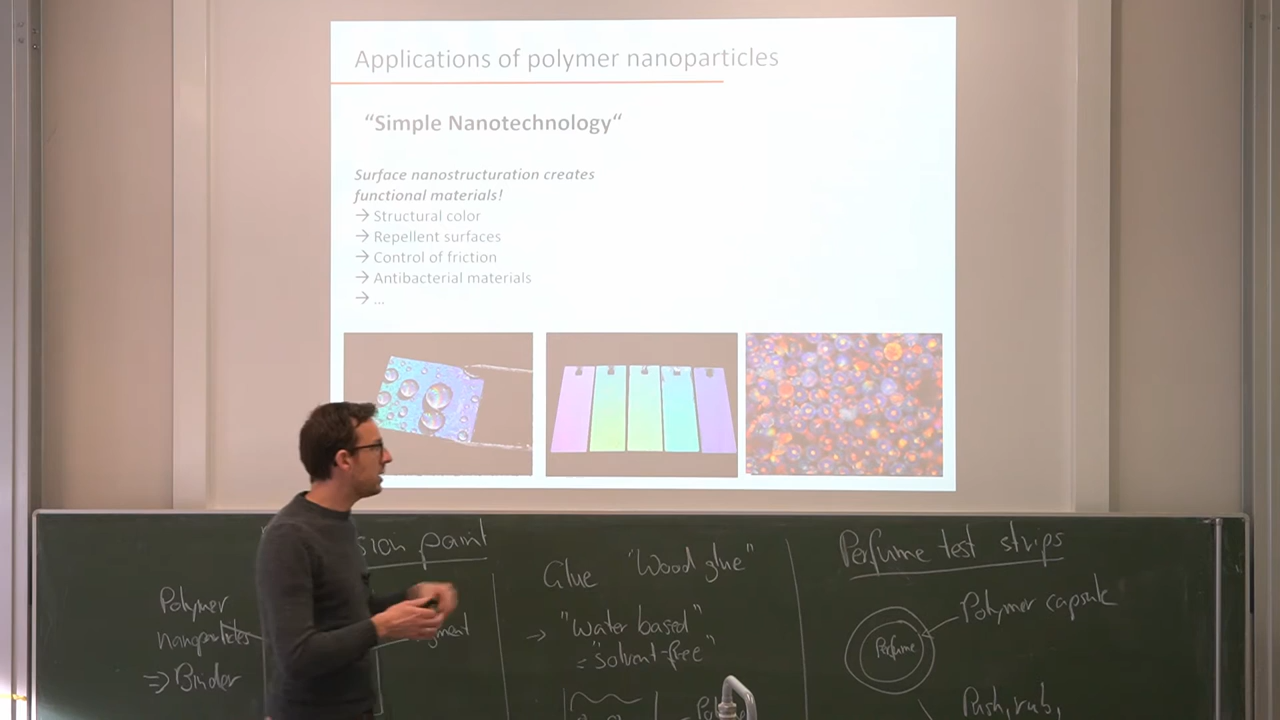 Applications of polymer nanoparticles
“Simple Nanotechnology“
Surface nanostructuration creates
functional materials!
→ Structural color
→ Repellent surfaces
→ Control of friction
→ Antibacterial materials
→ ...
paint
Polymer
nanoparticles
⇒ Binder
Glue "Wood glue"
→ "Water based"
= "Solvent-free"
Perfume test strips
Polymer capsule
Perfume
Push, rub,